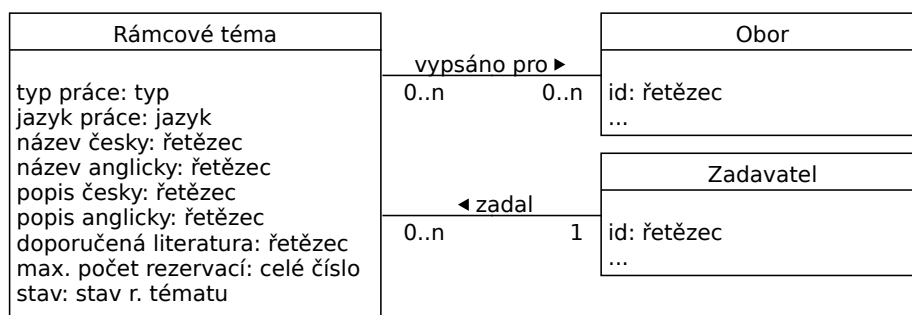 Rámcové téma
typ práce: typ
jazyk práce: jazyk
název česky: řetězec
název anglicky: řetězec
popis česky: řetězec
popis anglicky: řetězec
doporučená literatura: řetězec
max. počet rezervací: celé číslo
stav: stav r. tématu
vypsáno pro ▶
0..n 0..n
◀ zadal
0..n 1
Obor
id: řetězec
...
Zadavatel
id: řetězec
...